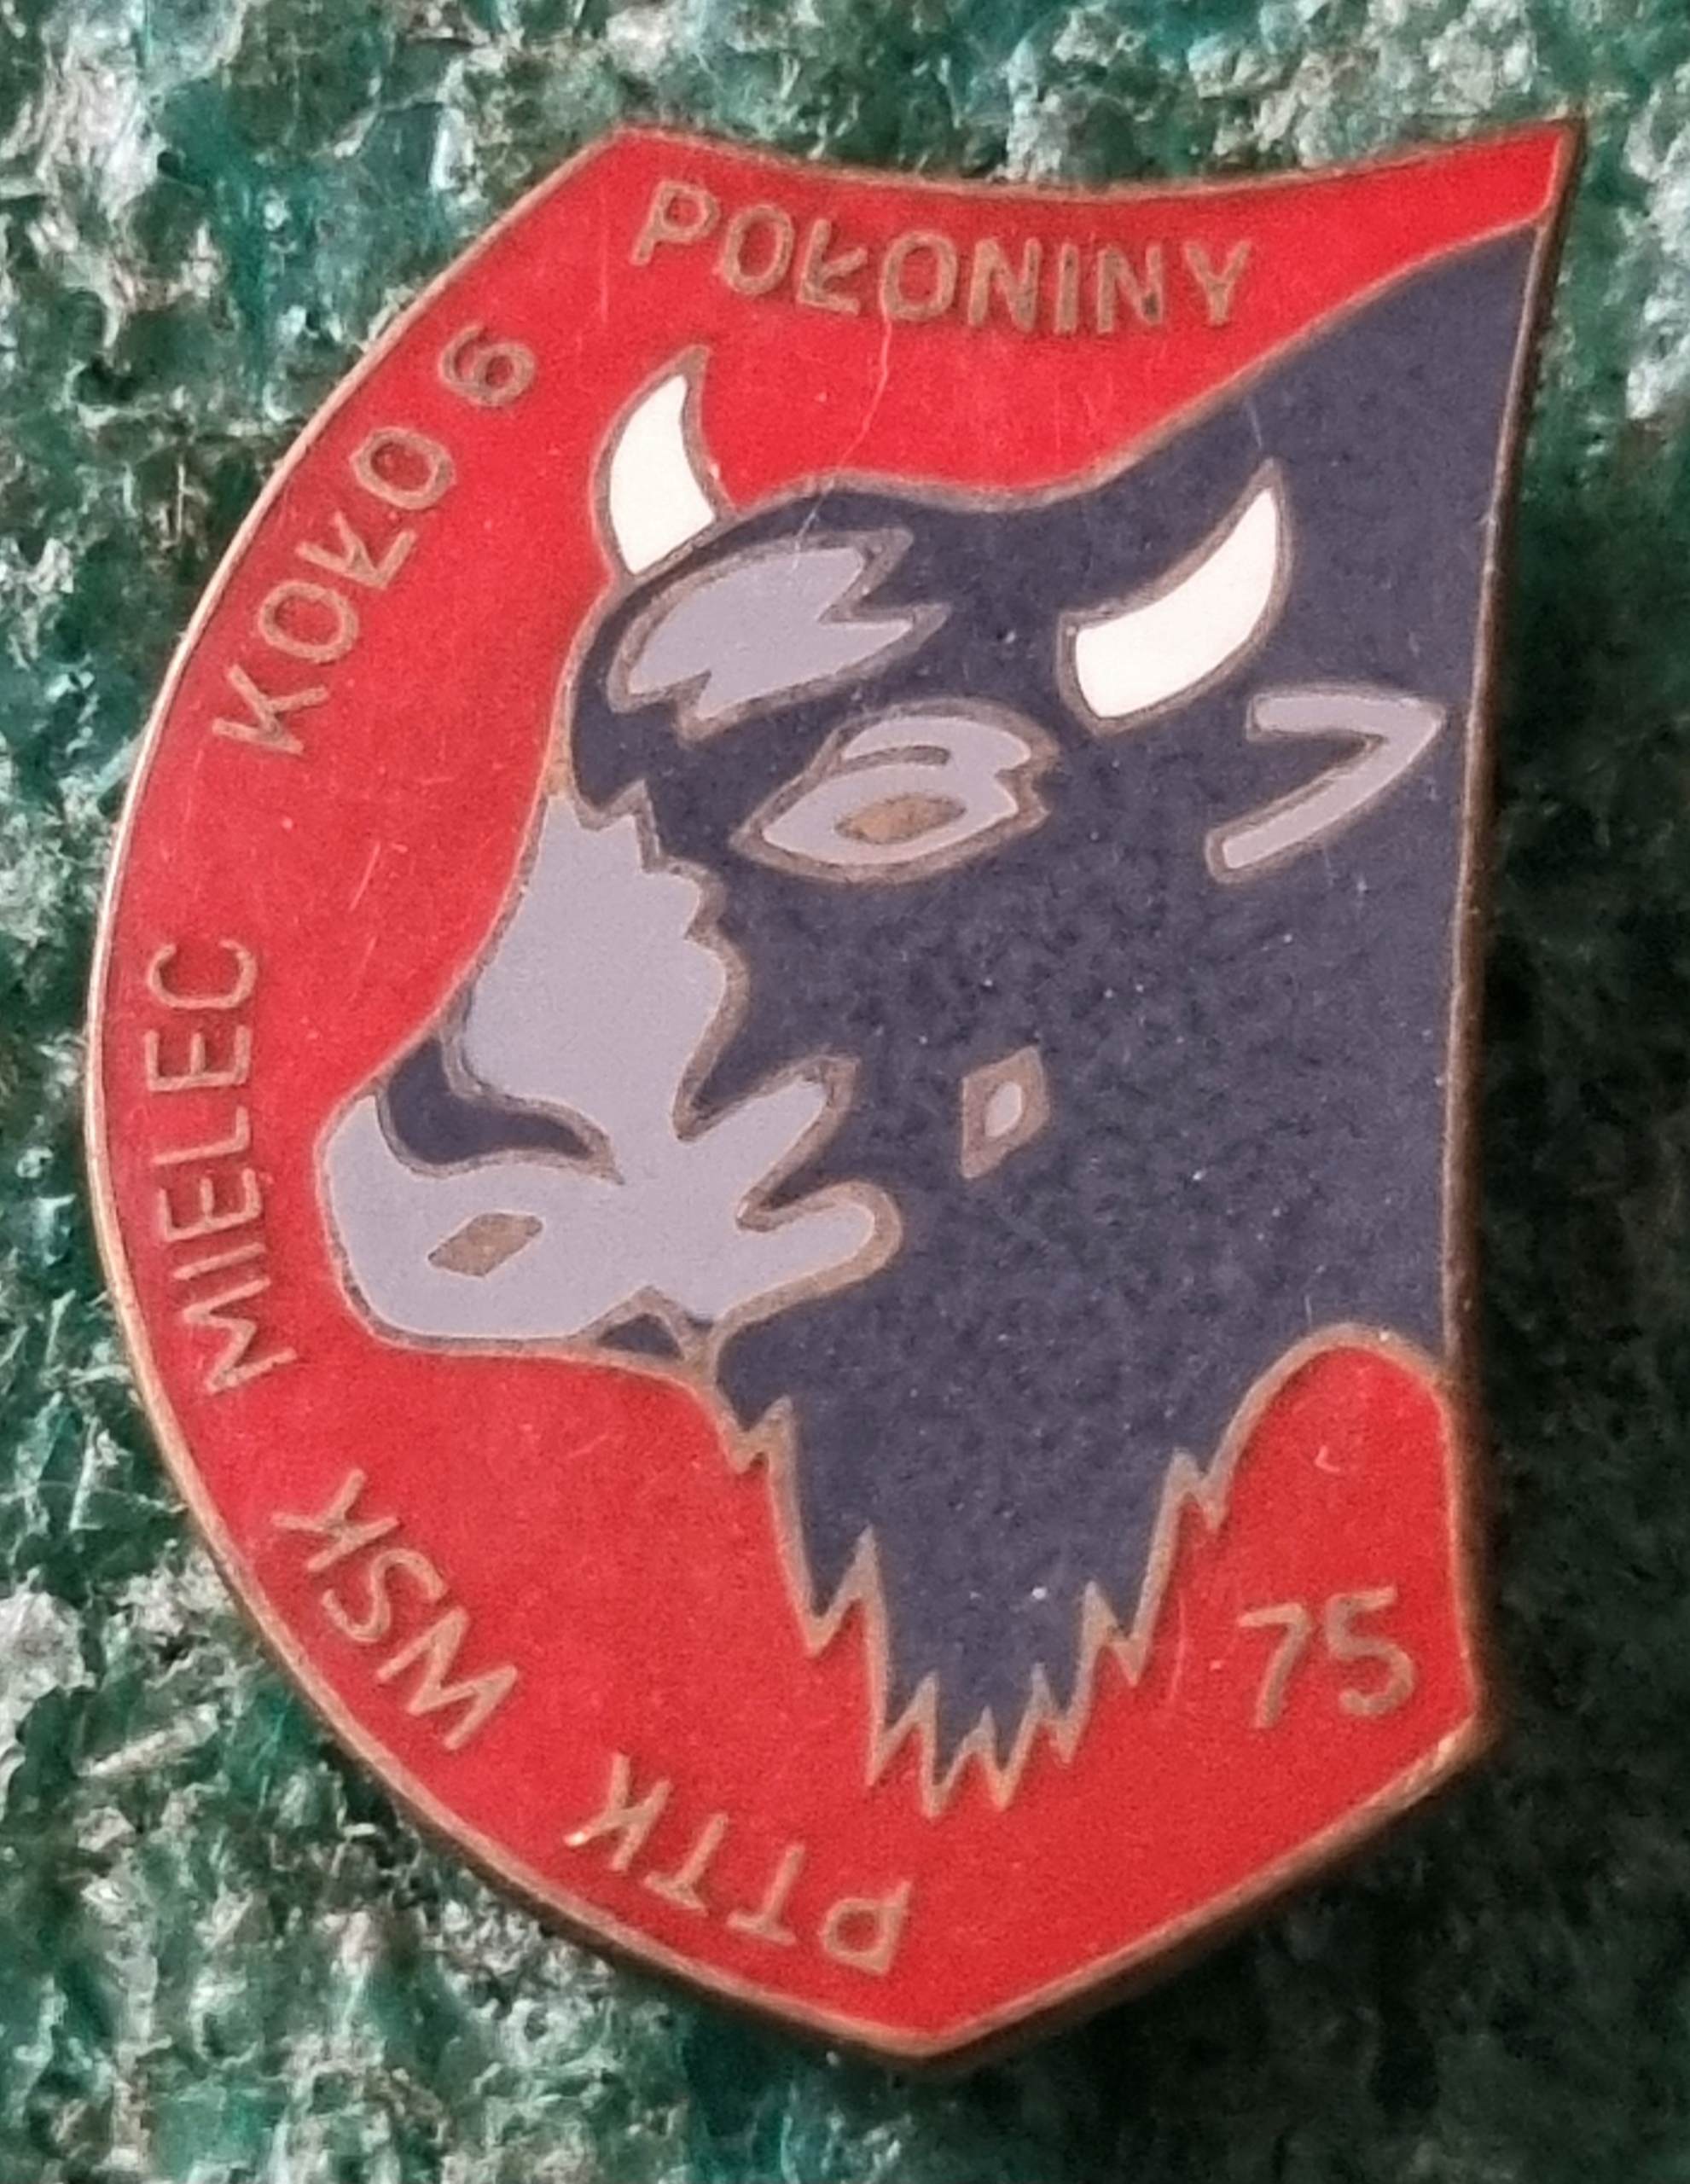 PTTK WSK MIELEC KOŁO 6 POŁONINY
75